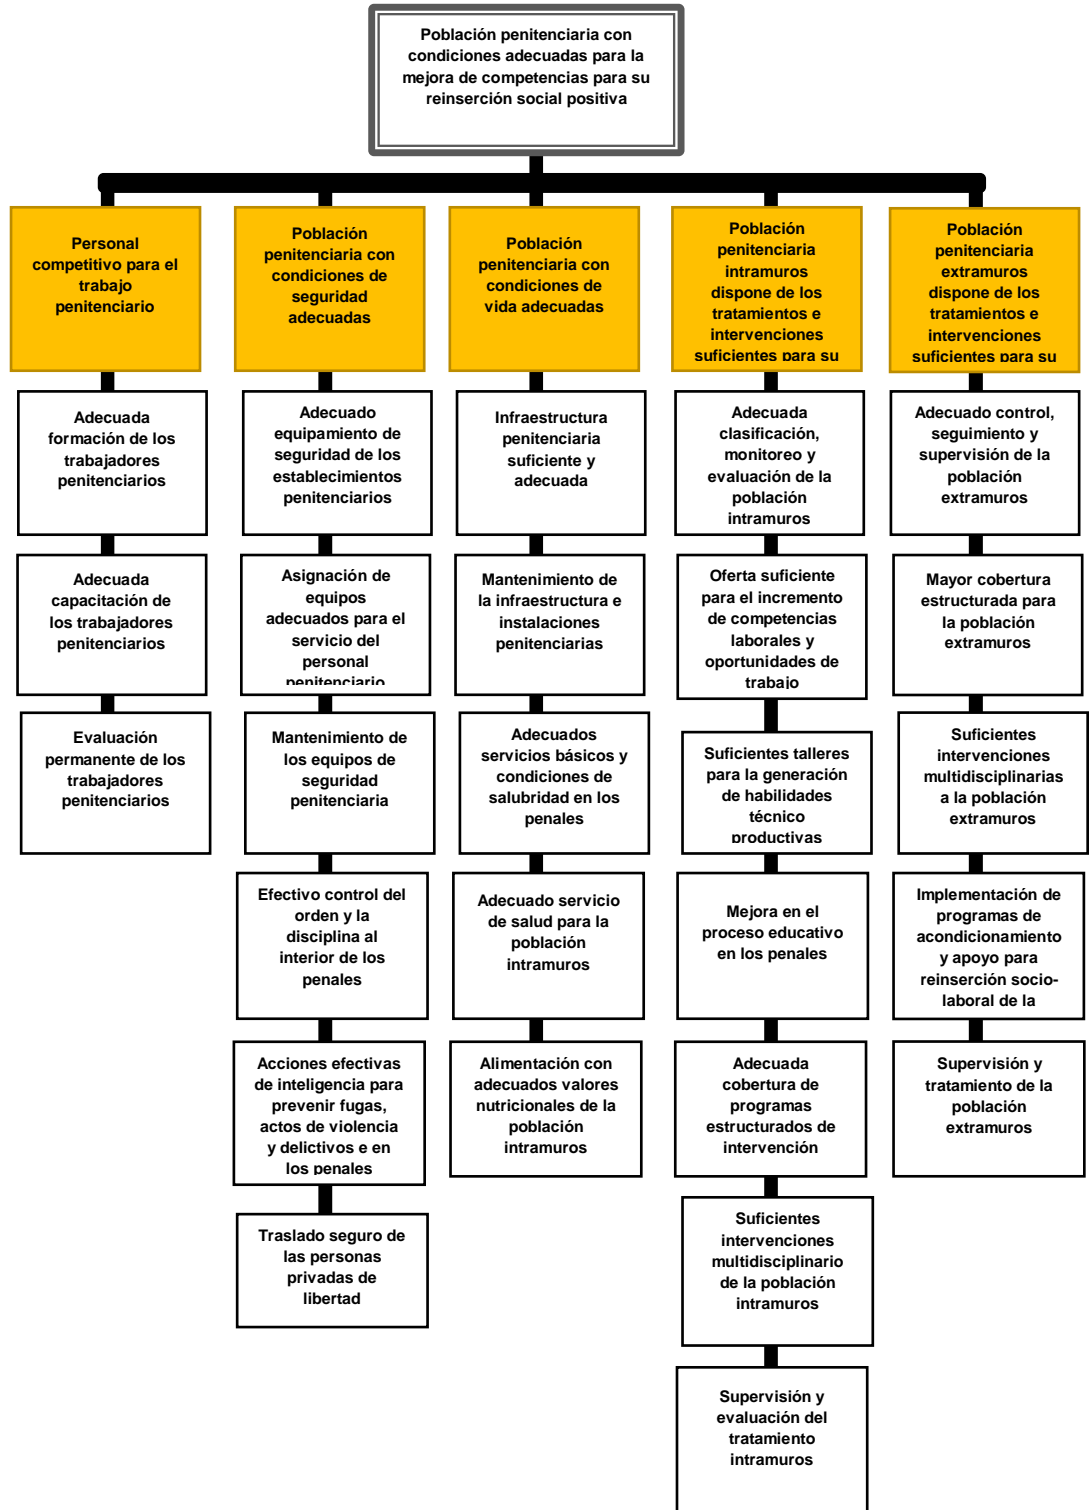 Población penitenciaria con
condiciones adecuadas para la
mejora de competencias para su
reinserción social positiva
Personal
competitivo para el
trabajo
penitenciario
Población
penitenciaria con
condiciones de
seguridad
adecuadas
Población
penitenciaria con
condiciones de
vida adecuadas
Población
penitenciaria
intramuros
dispone de los
tratamientos e
intervenciones
suficientes para su
Población
penitenciaria
extramuros
dispone de los
tratamientos e
intervenciones
suficientes para su
Adecuada
formación de los
trabajadores
penitenciarios
Adecuado
equipamiento de
seguridad de los
establecimientos
penitenciarios
Infraestructura
penitenciaria
suficiente y
adecuada
Adecuada
clasificación,
monitoreo y
evaluación de la
población
intramuros
Adecuado control,
seguimiento y
supervisión de la
población
extramuros
Adecuada
capacitación de
los trabajadores
penitenciarios
Asignación de
equipos
adecuados para el
servicio del
personal
penitenciario
Mantenimiento de
la infraestructura e
instalaciones
penitenciarias
Oferta suficiente
para el incremento
de competencias
laborales y
oportunidades de
trabajo
Mayor cobertura
estructurada para
la población
extramuros
Evaluación
permanente de los
trabajadores
penitenciarios
Mantenimiento de
los equipos de
seguridad
penitenciaria
Adecuados
servicios básicos y
condiciones de
salubridad en los
penales
Suficientes talleres
para la generación
de habilidades
técnico
productivas
Suficientes
intervenciones
multidisciplinarias
a la población
extramuros
Efectivo control del
orden y la
disciplina al
interior de los
penales
Adecuado servicio
de salud para la
población
intramuros
Mejora en el
proceso educativo
en los penales
Implementación de
programas de
acondicionamiento
y apoyo para
reinserción socio-
laboral de la
Acciones efectivas
de inteligencia para
prevenir fugas,
actos de violencia
y delictivos e en
los penales
Alimentación con
adecuados valores
nutricionales de la
población
intramuros
Adecuada
cobertura de
programas
estructurados de
intervención
Supervisión y
tratamiento de la
población
extramuros
Traslado seguro de
las personas
privadas de
libertad
Suficientes
intervenciones
multidisciplinario
de la población
intramuros
Supervisión y
evaluación del
tratamiento
intramuros